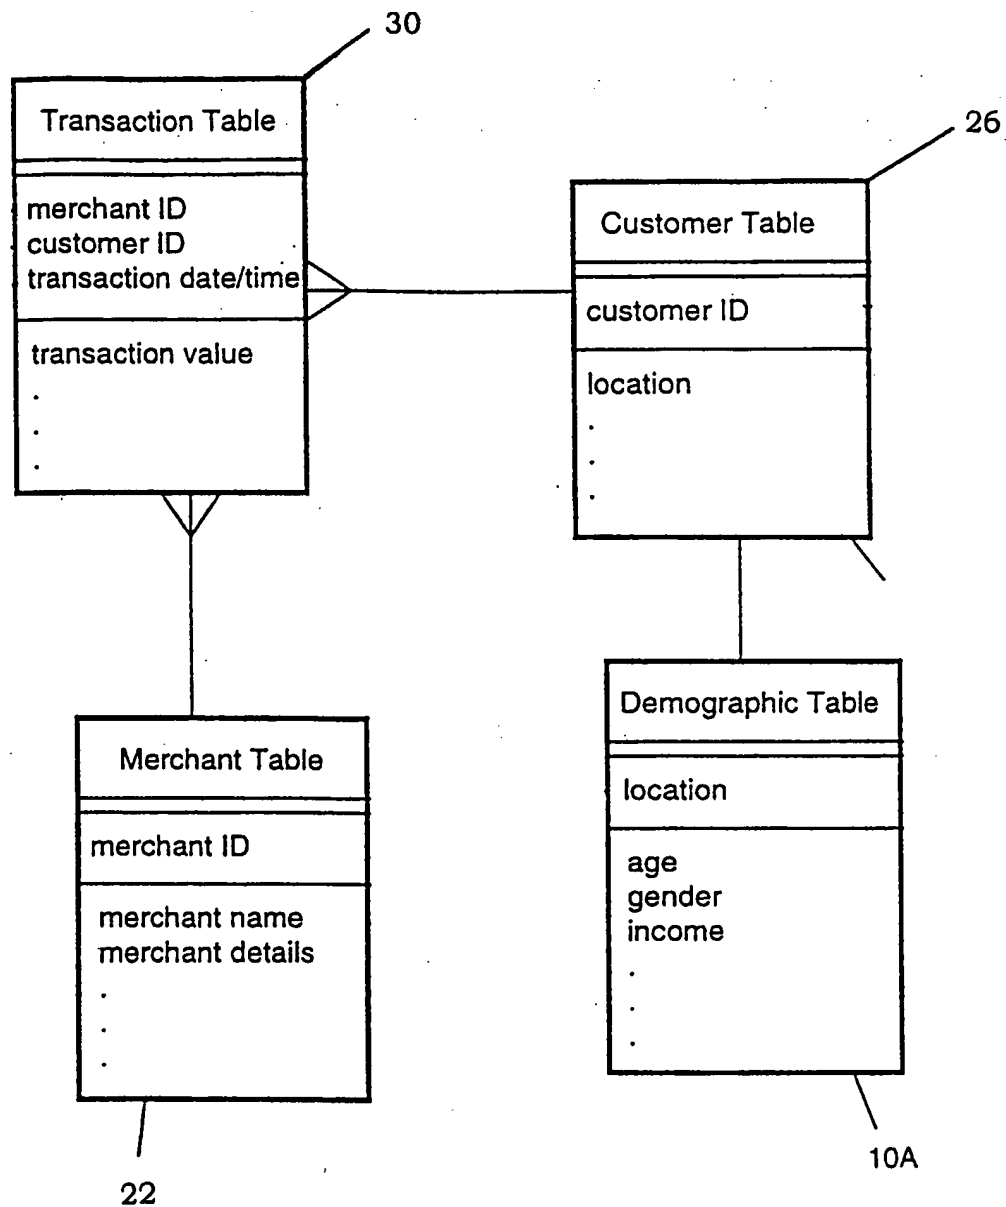 30
Transaction Table
merchant ID
customer ID
transaction date/time
transaction value
.
.
.
26
Customer Table
customer ID
location
.
.
.
Merchant Table
merchant ID
merchant name
merchant details
.
.
.
22
Demographic Table
location
age
gender
income
.
.
.
10A